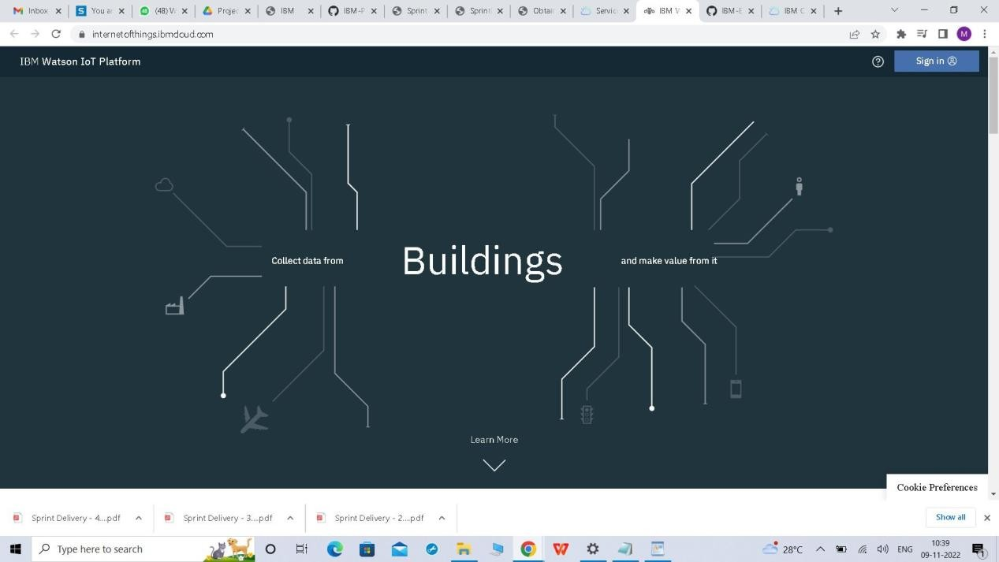 Inbox
You ar
(48) W
Projec
IBM
IBM-P
Sprin
Sprin
Obtai
Servic
IBM W
IBM-E
IBM C
internetofthings.ibmcloud.com
M
IBM Watson IoT Platform
Sign in
Collect data from
Buildings
and make value from it
Learn More
Cookie Preferences
Sprint Delivery - 4....pdf
Sprint Delivery - 3....pdf
Sprint Delivery - 2....pdf
Show all
Type here to search
28°C
ENG
10:39
09-11-2022